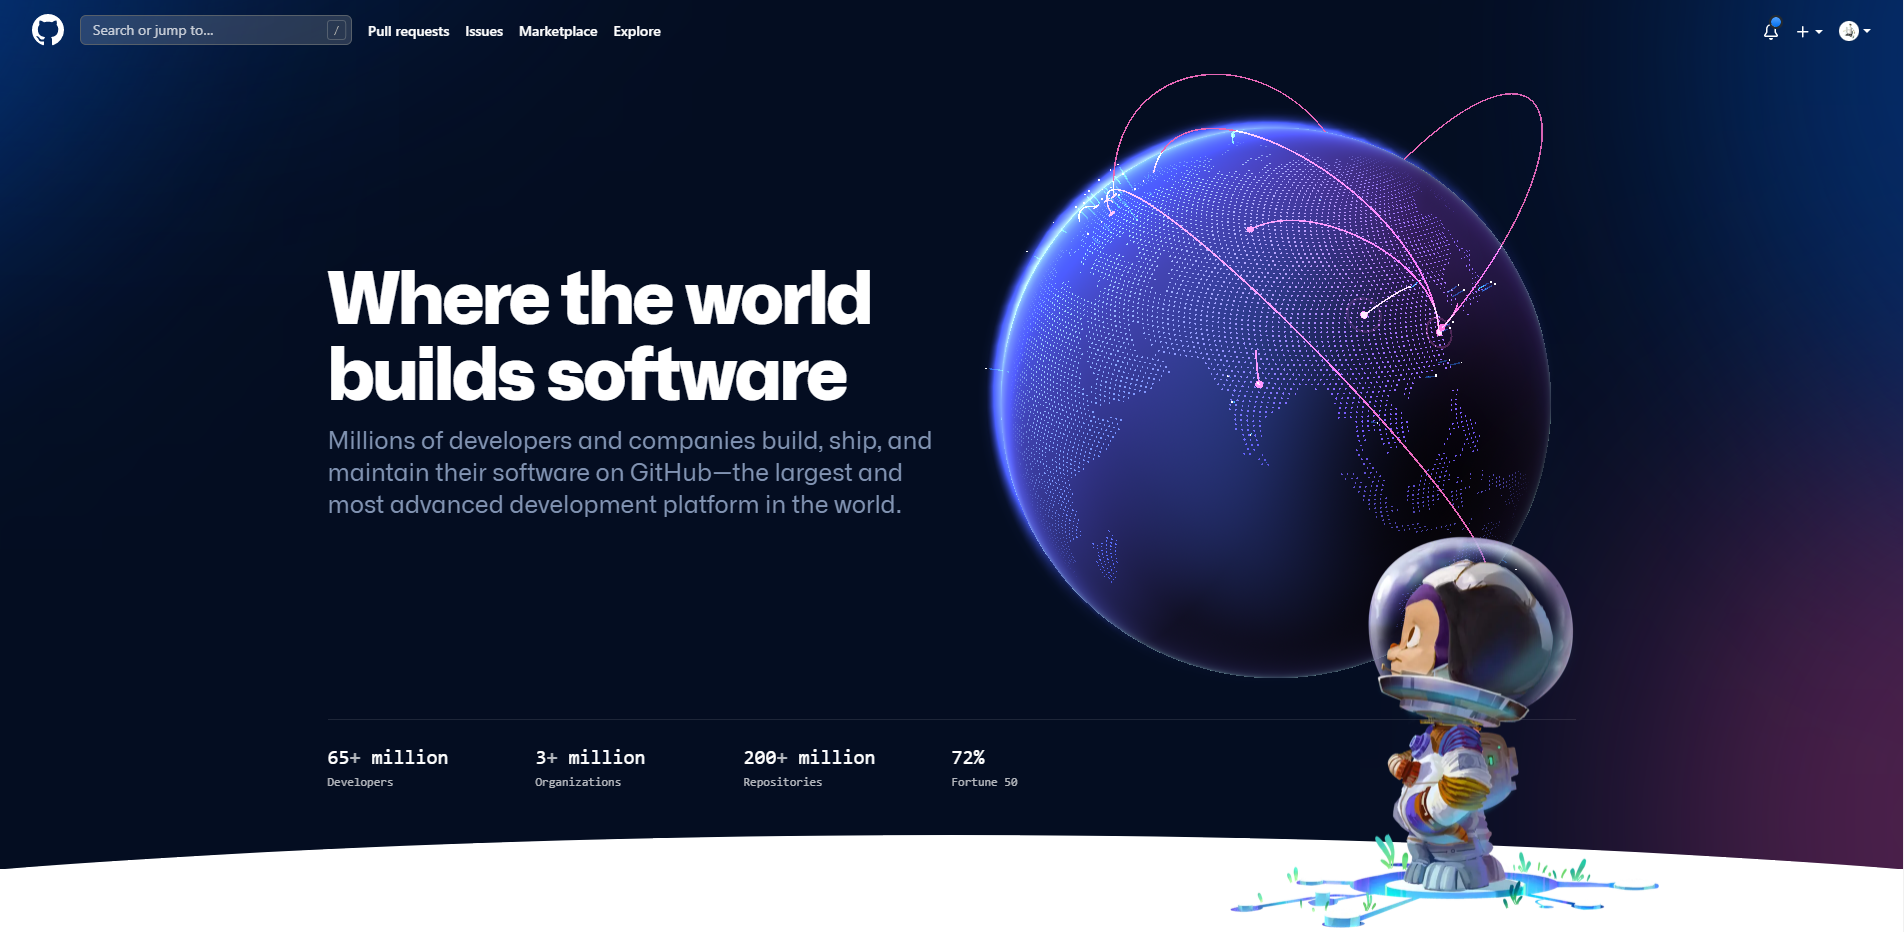 Search or jump to...
/
Pull requests
Issues
Marketplace
Explore
Where the world
builds software
Millions of developers and companies build, ship, and
maintain their software on GitHub—the largest and
most advanced development platform in the world.
65+ million
Developers
3+ million
Organizations
200+ million
Repositories
72%
Fortune 50